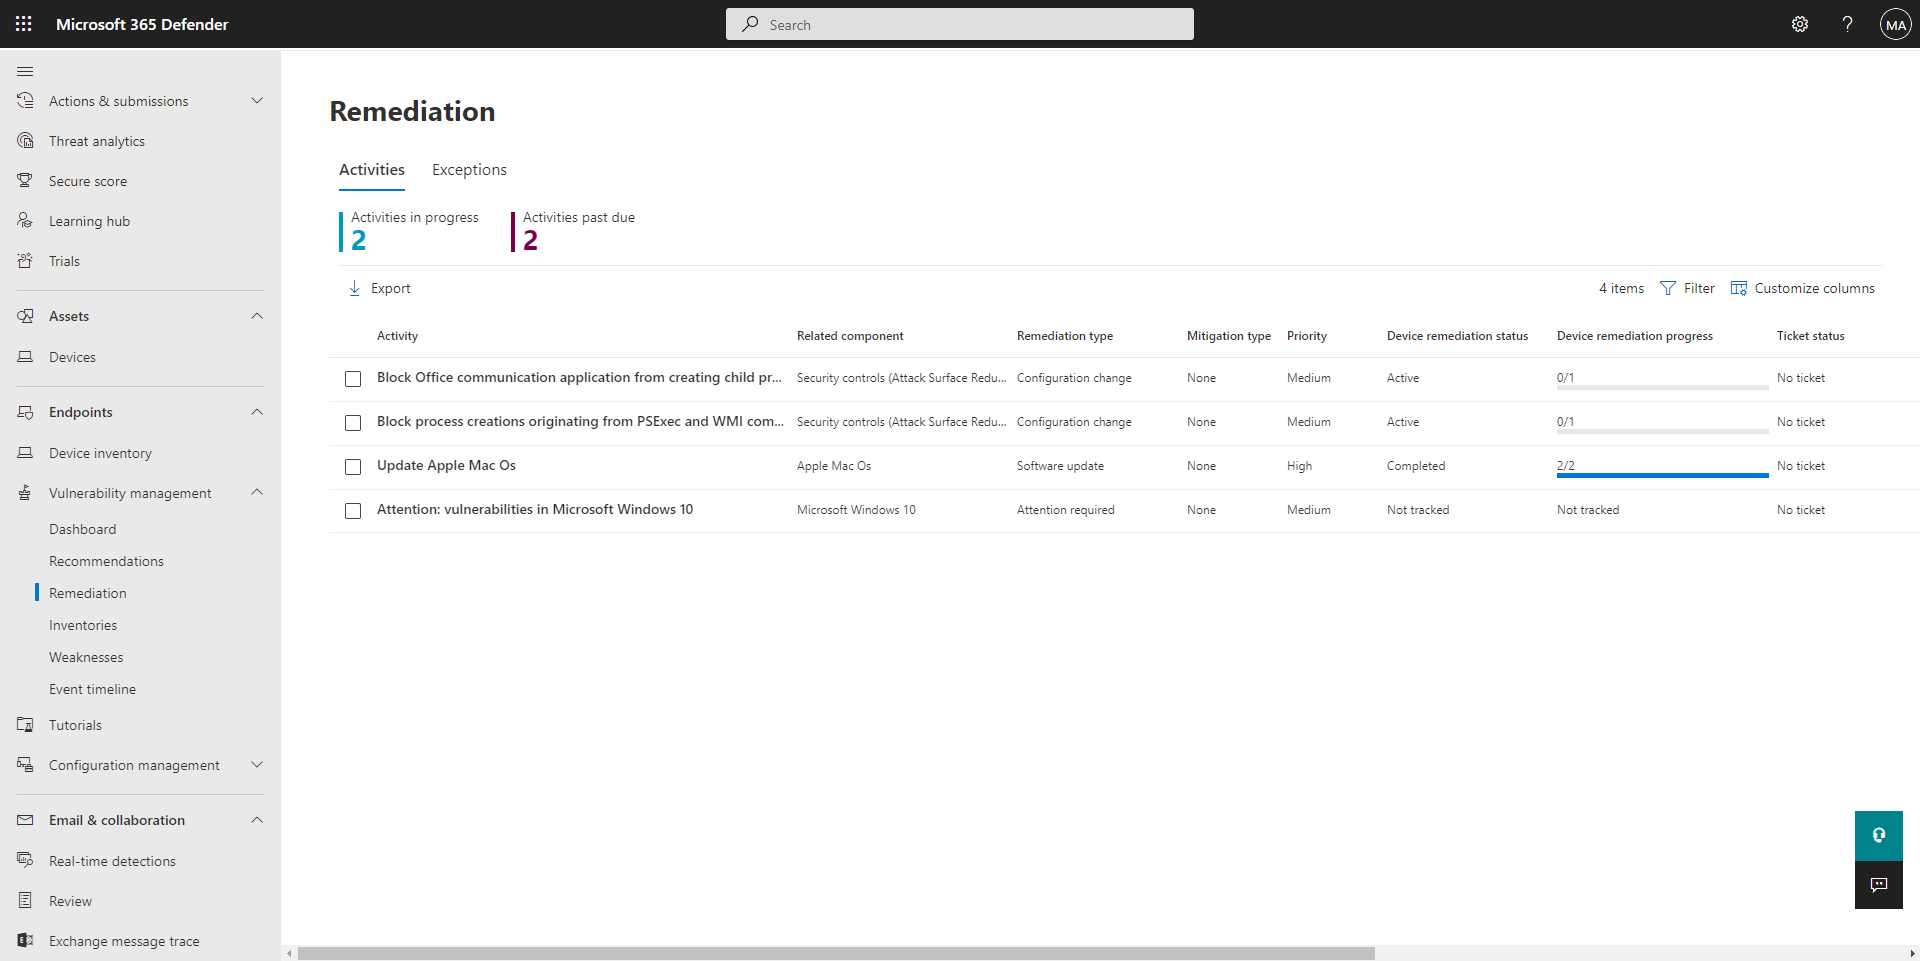 Microsoft 365 Defender
Search
MA
Actions & submissions
Threat analytics
Secure score
Learning hub
Trials
Assets
Devices
Endpoints
Device inventory
Vulnerability management
Dashboard
Recommendations
Remediation
Inventories
Weaknesses
Event timeline
Tutorials
Configuration management
Email & collaboration
Real-time detections
Review
Exchange message trace
Remediation
Activities Exceptions
Activities in progress Activities past due
2 2
Export 4 items Filter Customize columns
Activity Related component Remediation type Mitigation type Priority Device remediation status Device remediation progress Ticket status
Block Office communication application from creating child pr... Security controls (Attack Surface Redu... Configuration change None Medium Active 0/1 No ticket
Block process creations originating from PSExec and WMI com... Security controls (Attack Surface Redu... Configuration change None Medium Active 0/1 No ticket
Update Apple Mac Os Apple Mac Os Software update None High Completed 2/2 No ticket
Attention: vulnerabilities in Microsoft Windows 10 Microsoft Windows 10 Attention required None Medium Not tracked Not tracked No ticket